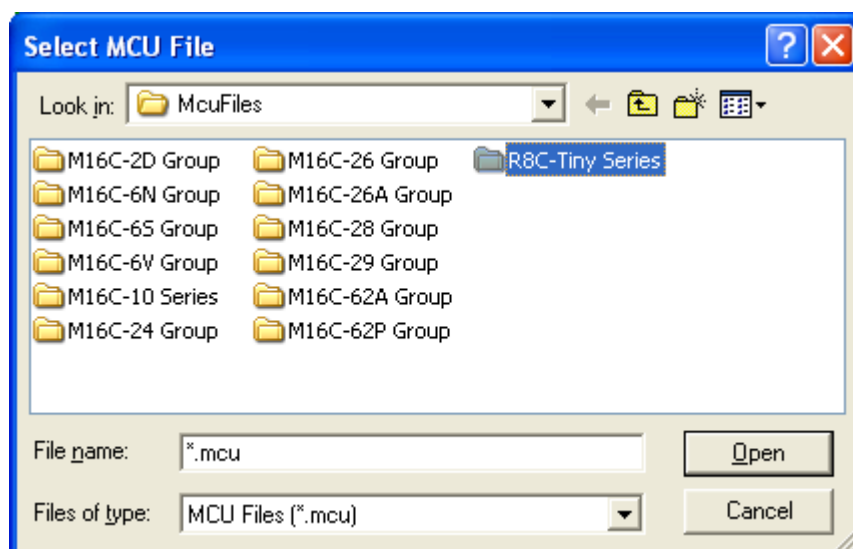 Select MCU File
Look in: McuFiles
M16C-2D Group M16C-26 Group R8C-Tiny Series
M16C-6N Group M16C-26A Group
M16C-6S Group M16C-28 Group
M16C-6V Group M16C-29 Group
M16C-10 Series M16C-62A Group
M16C-24 Group M16C-62P Group
File name: *.mcu Open
Files of type: MCU Files (*.mcu) Cancel